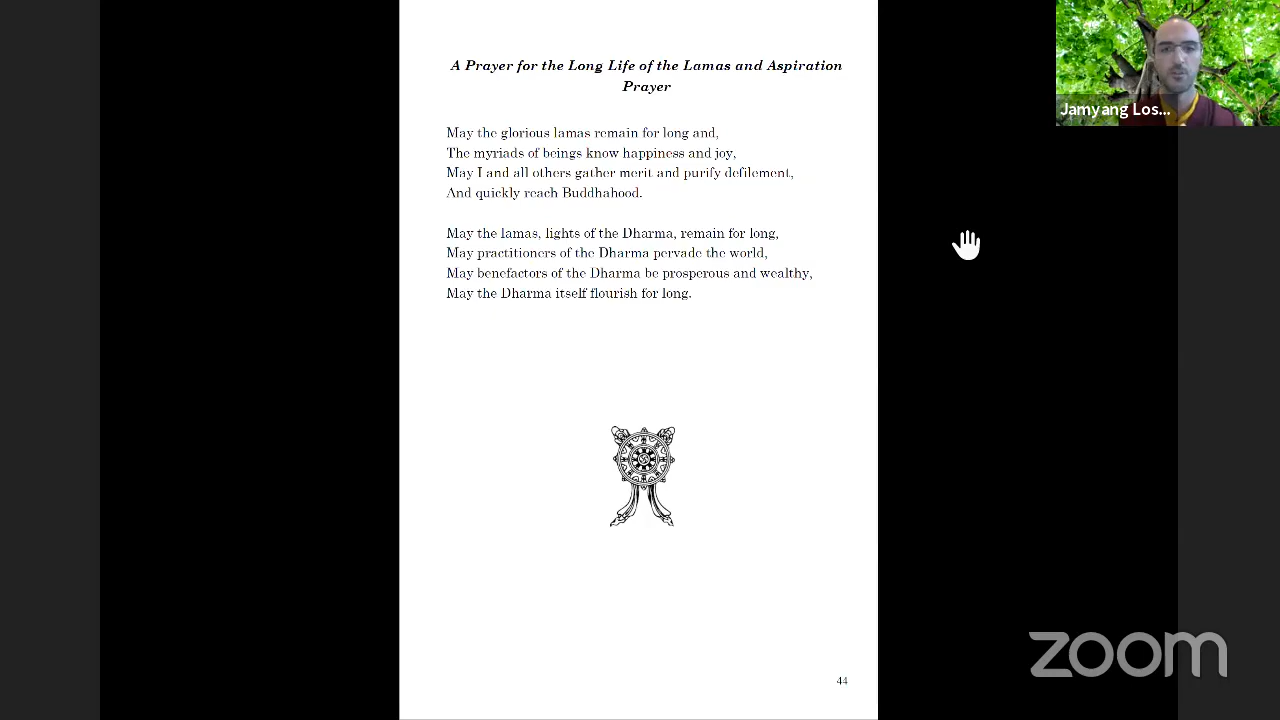 A Prayer for the Long Life of the Lamas and Aspiration
Prayer
May the glorious lamas remain for long and,
The myriads of beings know happiness and joy,
May I and all others gather merit and purify defilement,
And quickly reach Buddhahood.
May the lamas, lights of the Dharma, remain for long,
May practitioners of the Dharma pervade the world,
May benefactors of the Dharma be prosperous and wealthy,
May the Dharma itself flourish for long.
44
Jamyang Los...
zoom